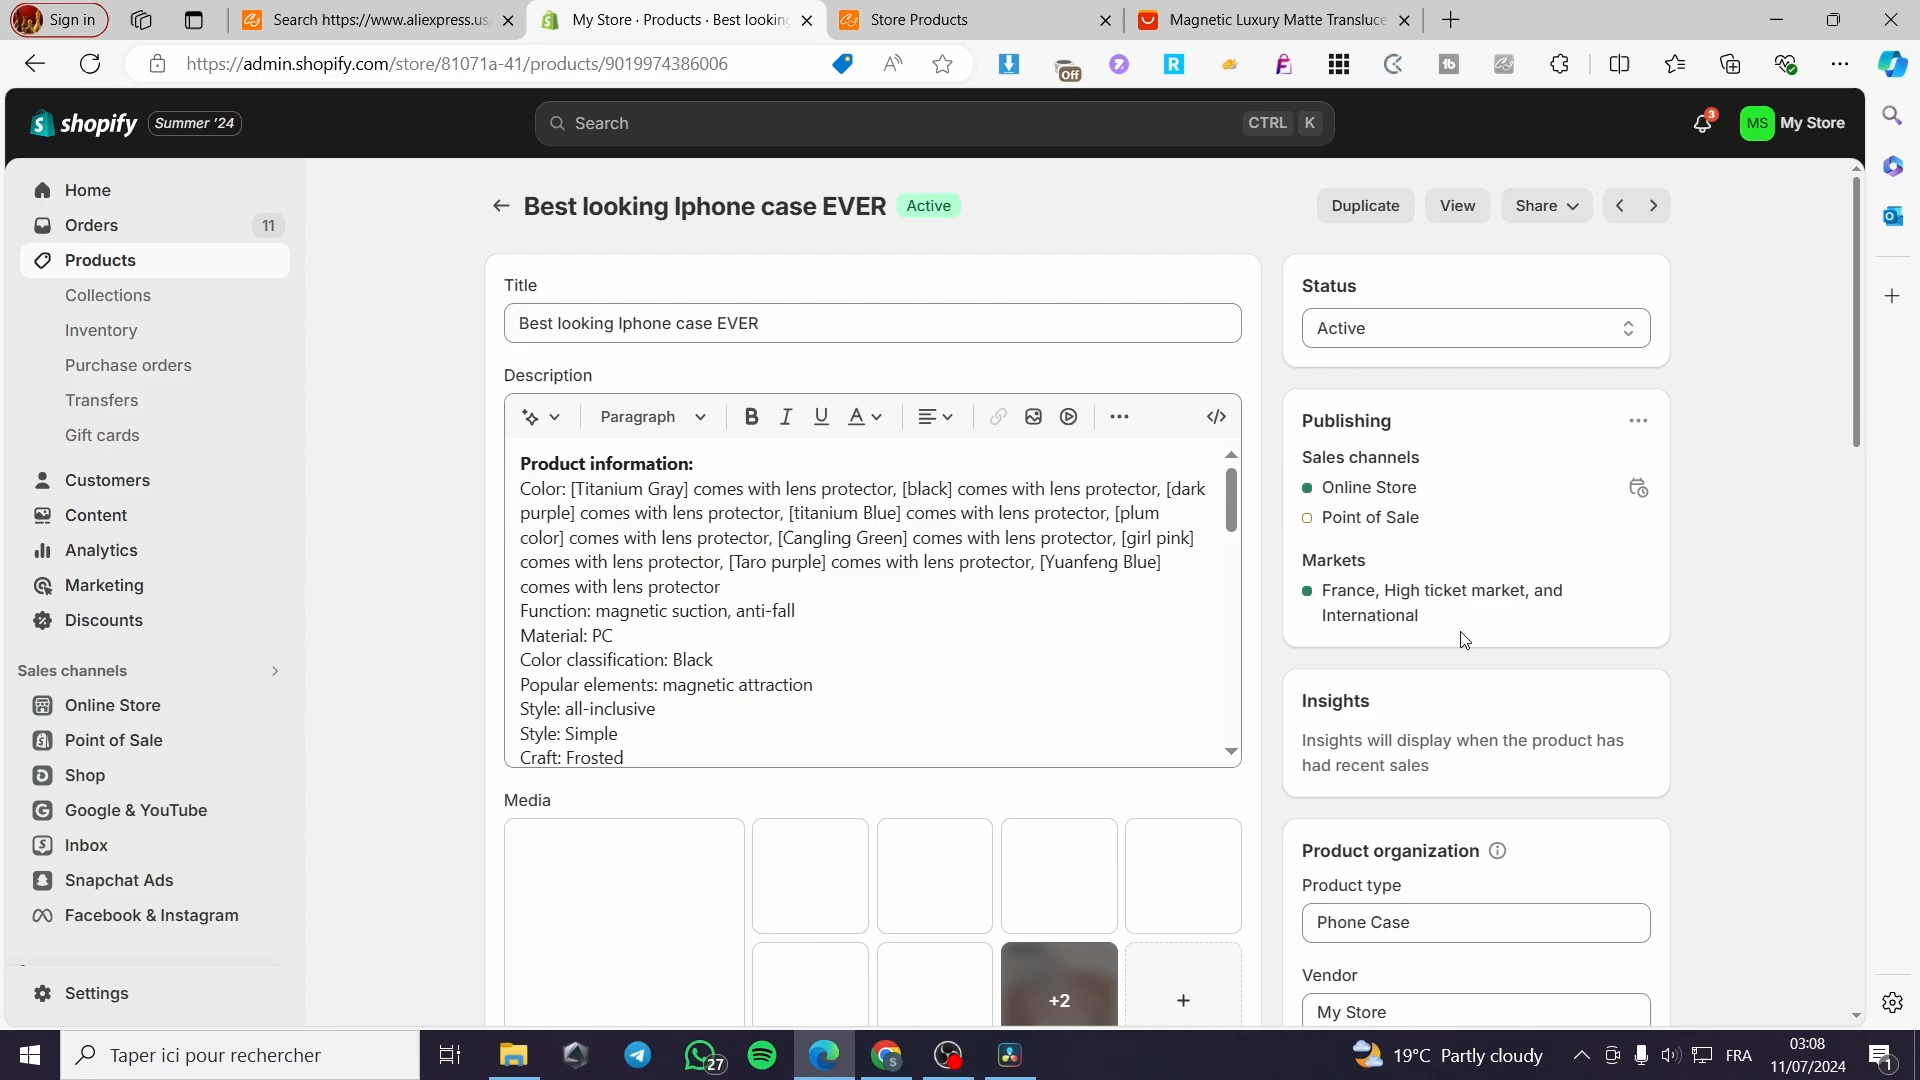 Sign in
Search https://www.aliexpress.us
My Store · Products · Best looking
Store Products
Magnetic Luxury Matte Transluce
https://admin.shopify.com/store/81071a-41/products/9019974386006
Off
shopify
Summer '24
Search
CTRL K
3
MS
My Store
Home
Orders
11
Products
Collections
Inventory
Purchase orders
Transfers
Gift cards
Customers
Content
Analytics
Marketing
Discounts
Sales channels
Online Store
Point of Sale
Shop
Google & YouTube
Inbox
Snapchat Ads
Facebook & Instagram
Settings
Best looking Iphone case EVER
Active
Duplicate
View
Share
Title
Best looking Iphone case EVER
Description
Paragraph
Product information:
Color: [Titanium Gray] comes with lens protector, [black] comes with lens protector, [dark
purple] comes with lens protector, [titanium Blue] comes with lens protector, [plum
color] comes with lens protector, [Cangling Green] comes with lens protector, [girl pink]
comes with lens protector, [Taro purple] comes with lens protector, [Yuanfeng Blue]
comes with lens protector
Function: magnetic suction, anti-fall
Material: PC
Color classification: Black
Popular elements: magnetic attraction
Style: all-inclusive
Style: Simple
Craft: Frosted
Media
+2
Status
Active
Publishing
Sales channels
Online Store
Point of Sale
Markets
France, High ticket market, and
International
Insights
Insights will display when the product has
had recent sales
Product organization
Product type
Phone Case
Vendor
My Store
Taper ici pour rechercher
27
19°C Partly cloudy
FRA
03:08
11/07/2024
1